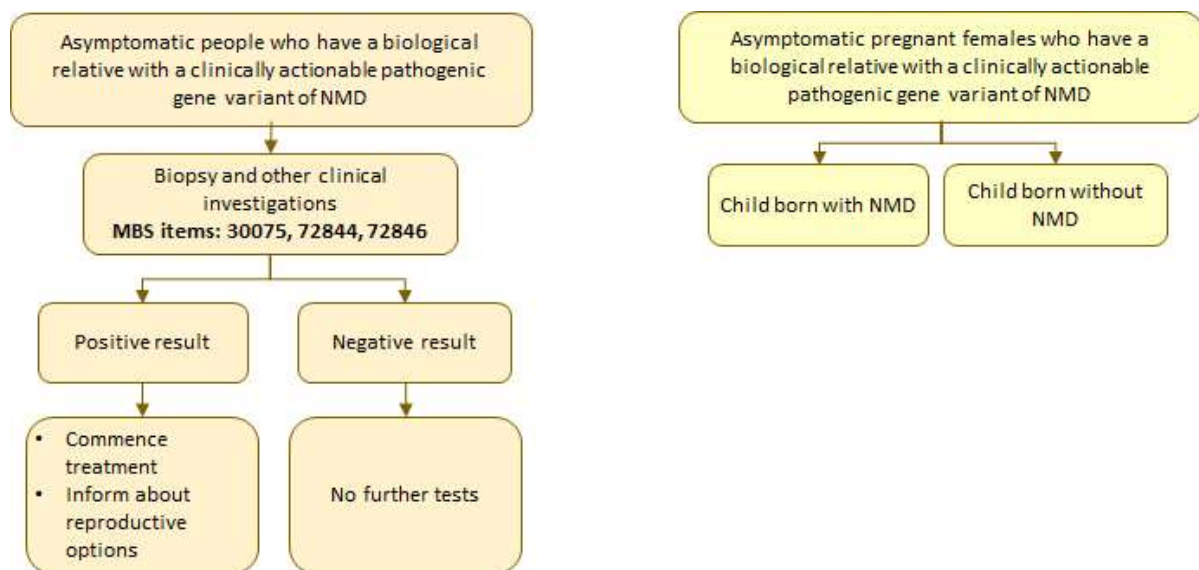 Asymptomatic people who have a biological
relative with a clinically actionable pathogenic
gene variant of NMD
Biopsy and other clinical
investigations
MBS items: 30075, 72844, 72846
Positive result
Negative result
• Commence
treatment
• Inform about
reproductive
options
No further tests
Asymptomatic pregnant females who have a
biological relative with a clinically actionable
pathogenic gene variant of NMD
Child born with NMD
Child born without
NMD